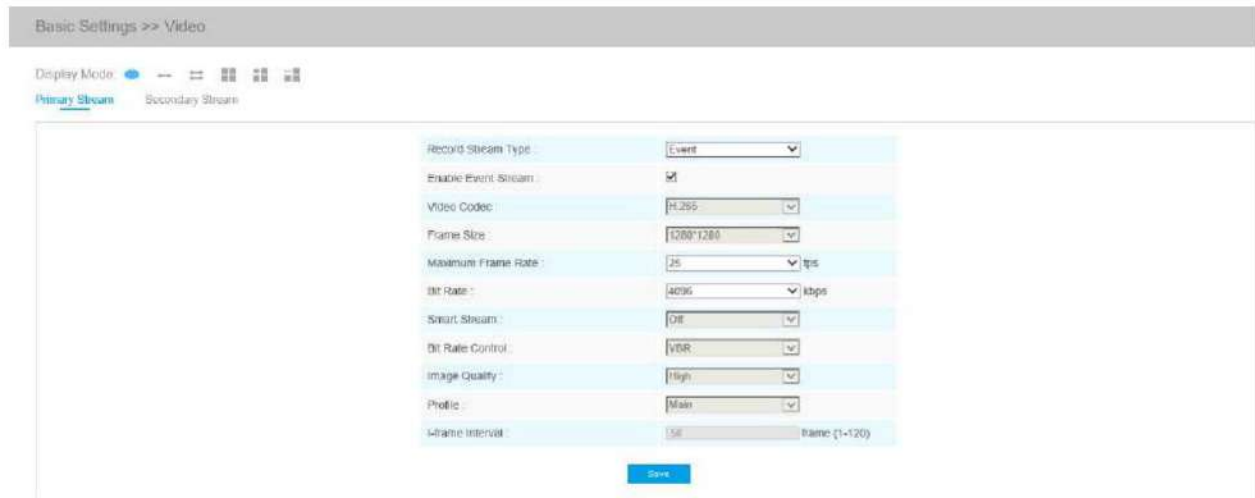 Basic Settings >> Video
Display Mode:
Primary Stream Secondary Stream
Record Stream Type : Event
Enable Event Stream :
Video Codec : H.265
Frame Size : 1280*1280
Maximum Frame Rate : 25 fps
Bit Rate : 4096 kbps
Smart Stream : Off
Bit Rate Control : VBR
Image Quality : High
Profile : Main
I-frame Interval : 50 frame (1~120)
Save